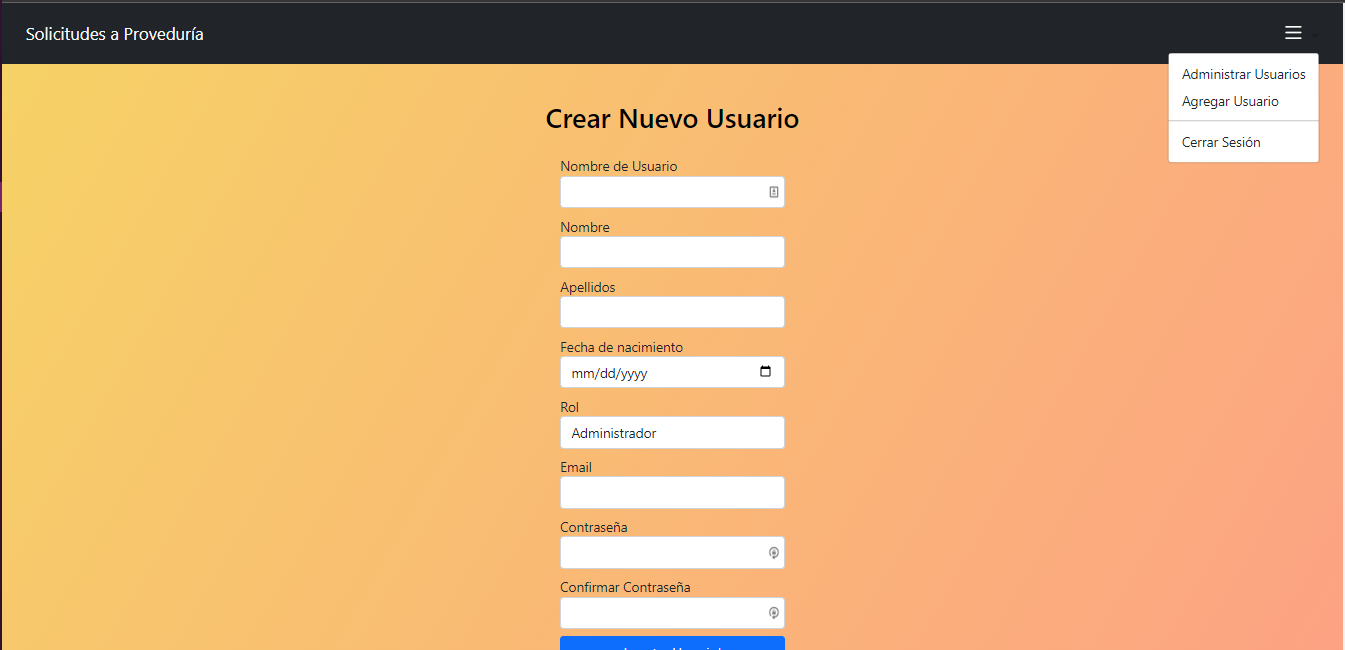 Solicitudes a Proveduría
Administrar Usuarios
Agregar Usuario
Cerrar Sesión
Crear Nuevo Usuario
Nombre de Usuario
Nombre
Apellidos
Fecha de nacimiento
mm/dd/yyyy
Rol
Administrador
Email
Contraseña
Confirmar Contraseña